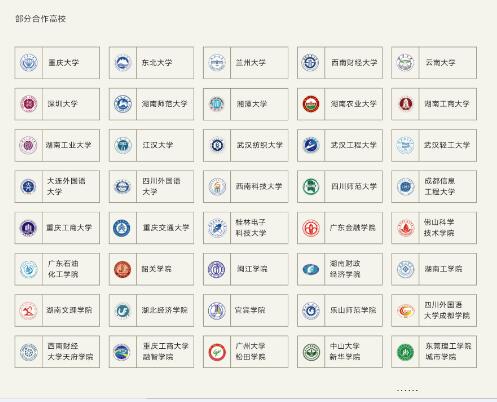 部分合作高校
重庆大学
东北大学
兰州大学
西南财经大学
云南大学
深圳大学
湖南师范大学
湘潭大学
湖南农业大学
湖南工商大学
湖南工业大学
江汉大学
武汉纺织大学
武汉工程大学
武汉轻工大学
大连外国语
大学
四川外国语
大学
西南科技大学
四川师范大学
成都信息
工程大学
重庆工商大学
重庆交通大学
桂林电子
科技大学
广东金融学院
佛山科学
技术学院
广东石油
化工学院
韶关学院
闽江学院
湖南财政
经济学院
湖南工学院
湖南文理学院
湖北经济学院
宜宾学院
乐山师范学院
四川外国语
大学成都学院
西南财经
大学天府学院
重庆工商大学
融智学院
广州大学
松田学院
中山大学
新华学院
东莞理工学院
城市学院
......